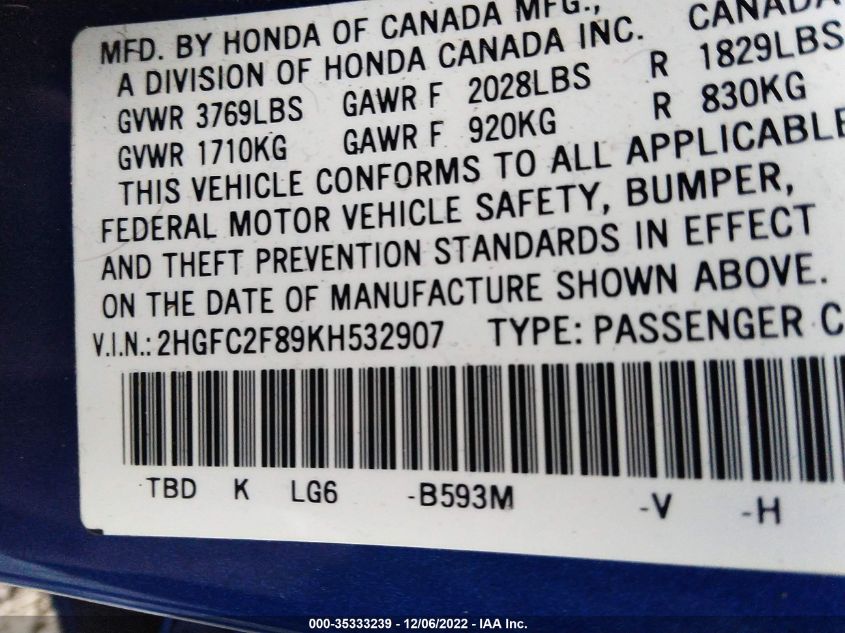 MFD. BY HONDA OF CANADA MFG.,
A DIVISION OF HONDA CANADA INC. CANADA
GVWR 3769LBS GAWR F 2028LBS R 1829LBS
GVWR 1710KG GAWR F 920KG R 830KG
THIS VEHICLE CONFORMS TO ALL APPLICABLE
FEDERAL MOTOR VEHICLE SAFETY, BUMPER,
AND THEFT PREVENTION STANDARDS IN EFFECT
ON THE DATE OF MANUFACTURE SHOWN ABOVE.
V.I.N.: 2HGFC2F89KH532907 TYPE: PASSENGER C
TBD K LG6 -B593M -V -H
000-35333239 - 12/06/2022 - IAA Inc.